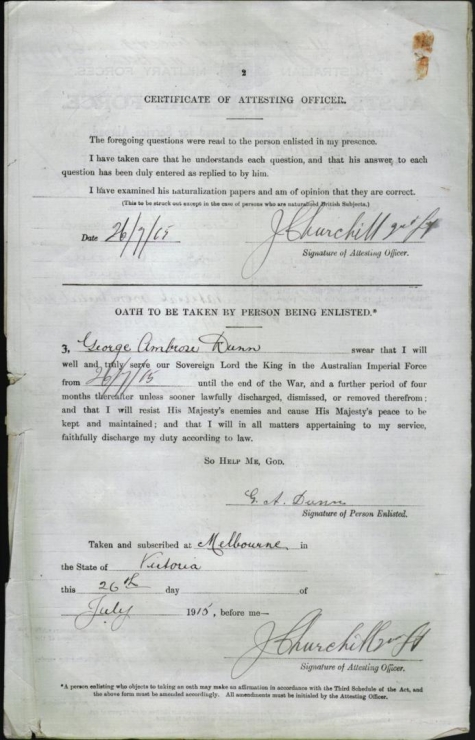 2
CERTIFICATE OF ATTESTING OFFICER.
The foregoing questions were read to the person enlisted in my presence.
I have taken care that he understands each question, and that his answer to each
question has been duly entered as replied to by him.
I have examined his naturalization papers and am of opinion that they are correct.
(This to be struck out except in the case of persons who are naturalized British Subjects.)
Date 26/7/15 J Churchill 2nd Lt
Signature of Attesting Officer.
OATH TO BE TAKEN BY PERSON BEING ENLISTED.*
I, George Ambrose Dunn swear that I will
well and truly serve our Sovereign Lord the King in the Australian Imperial Force
from 26/7/15 until the end of the War, and a further period of four
months thereafter unless sooner lawfully discharged, dismissed, or removed therefrom;
and that I will resist His Majesty's enemies and cause His Majesty's peace to be
kept and maintained; and that I will in all matters appertaining to my service,
faithfully discharge my duty according to law.
SO HELP ME, GOD.
G. A. Dunn
Signature of Person Enlisted.
Taken and subscribed at Melbourne in
the State of Victoria
this 26th day of
July 1915, before me—
J Churchill 2nd Lt
Signature of Attesting Officer.
*A person enlisting who objects to taking an oath may make an affirmation in accordance with the Third Schedule of the Act, and
the above form must be amended accordingly. All amendments must be initialed by the Attesting Officer.